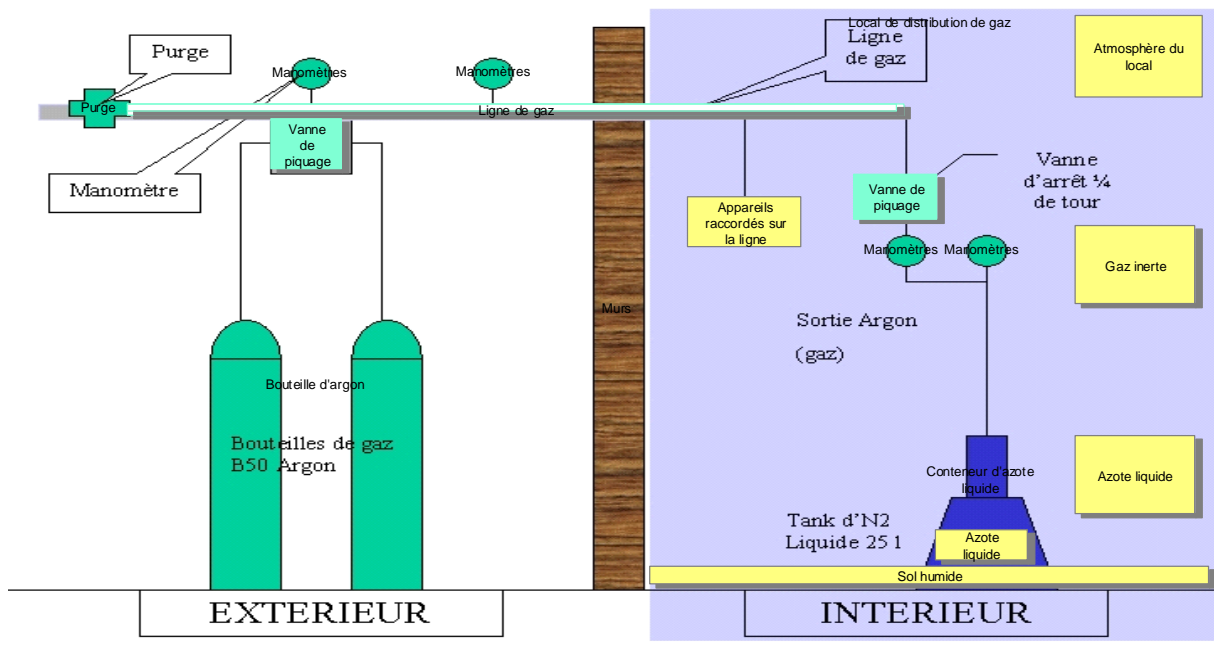 Local de distribution de gaz
Purge
Ligne
de gaz
Atmosphère du
local
Manomètres
Manomètres
Purge
Ligne de gaz
Vanne
de
piquage
Manomètre
Vanne
d'arrêt ¼
de tour
Vanne de
piquage
Appareils
raccordés sur
la ligne
Manomètres
Manomètres
Gaz inerte
Murs
Sortie Argon
(gaz)
Bouteille d'argon
Bouteilles de gaz
B50 Argon
Conteneur d'azote
liquide
Azote liquide
Tank d'N2
Liquide 25 l
Azote
liquide
Sol humide
EXTERIEUR
INTERIEUR